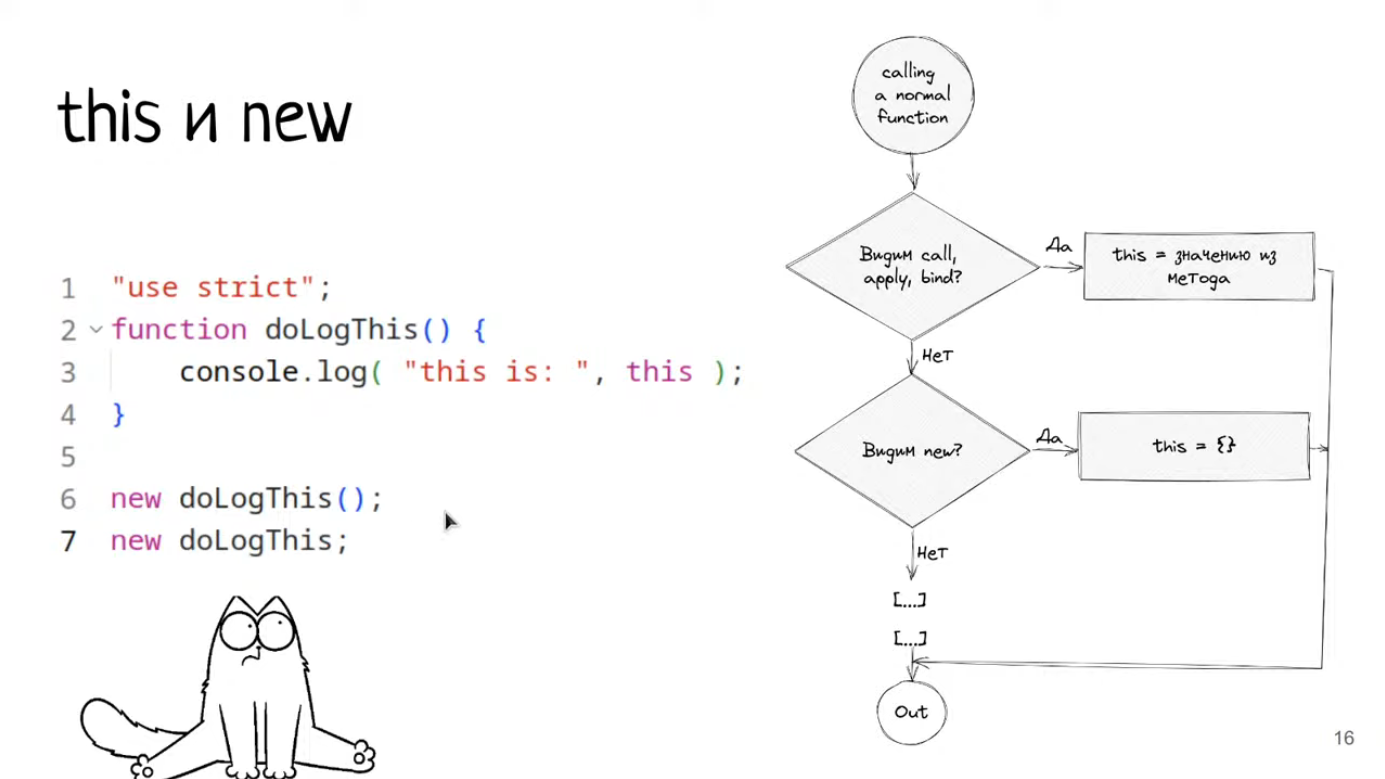 this и new
1 "use strict";
2 function doLogThis() {
3 console.log( "this is: ", this );
4 }
5
6 new doLogThis();
7 new doLogThis;
calling
a normal
function
Видим call,
apply, bind?
Да
this = значению из
метода
Нет
Видим new?
Да
this = {}
Нет
[...]
[...]
Out
16